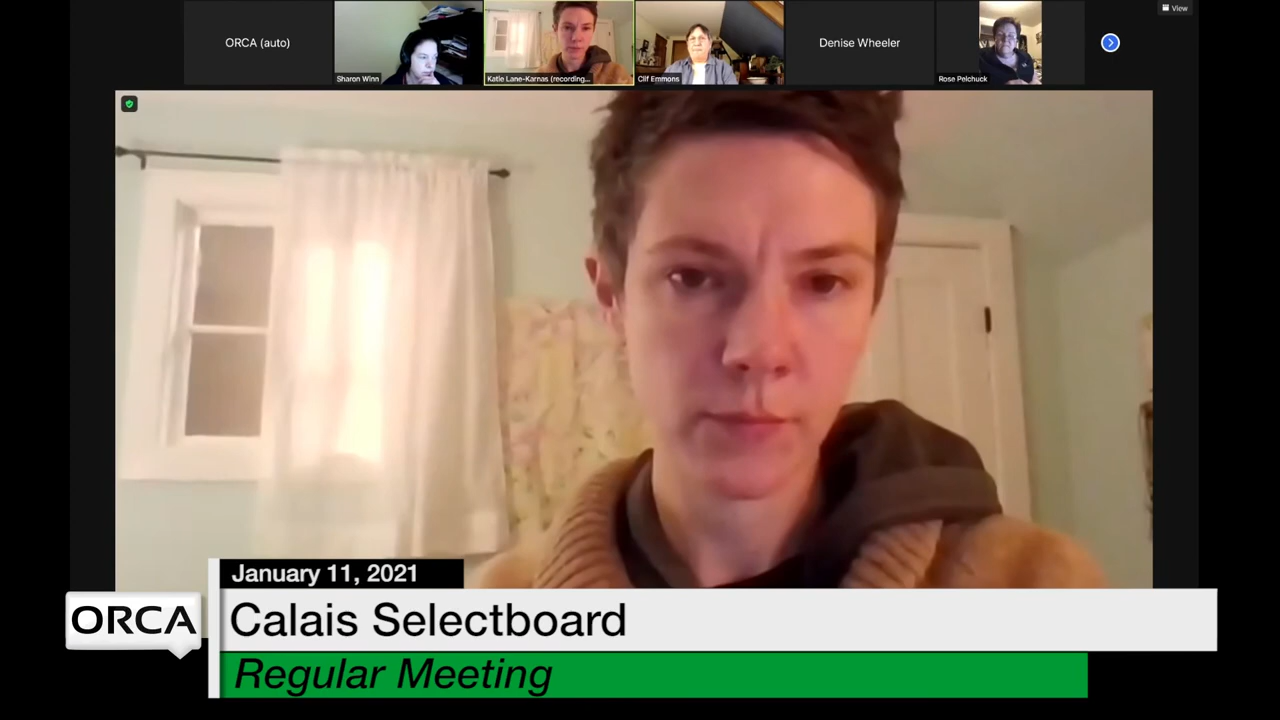 View
ORCA (auto)
Sharon Winn
Katie Lane-Karnas (recording...
Clif Emmons
Denise Wheeler
Rose Pelchuck
January 11, 2021
ORCA
Calais Selectboard
Regular Meeting